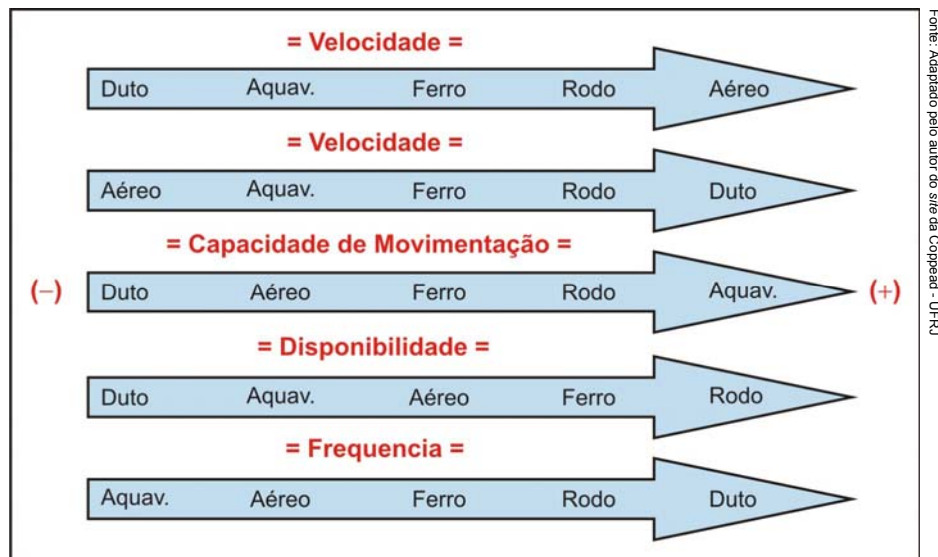 = Velocidade =
Duto Aquav. Ferro Rodo Aéreo
= Velocidade =
Aéreo Aquav. Ferro Rodo Duto
= Capacidade de Movimentação =
(–) Duto Aéreo Ferro Rodo Aquav. (+)
= Disponibilidade =
Duto Aquav. Aéreo Ferro Rodo
= Frequencia =
Aquav. Aéreo Ferro Rodo Duto
Fonte: Adaptado pelo autor do site da Coppead - UFRJ